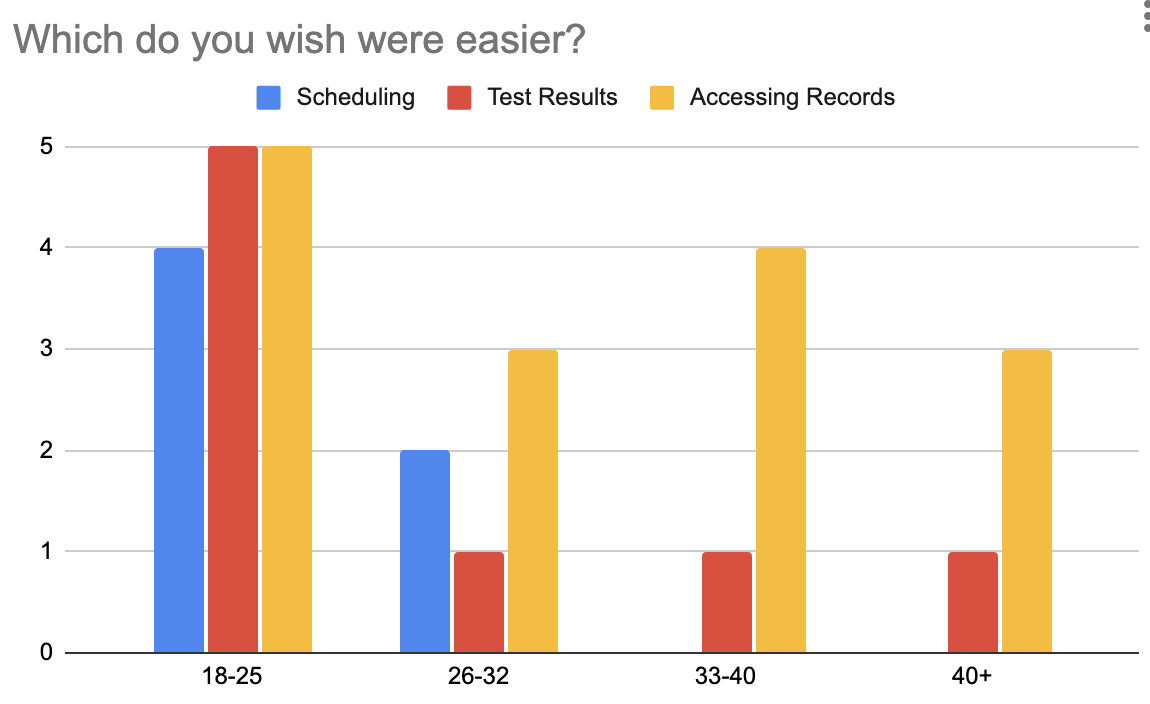 Which do you wish were easier?
Scheduling Test Results Accessing Records
5
4
3
2
1
0
18-25 26-32 33-40 40+